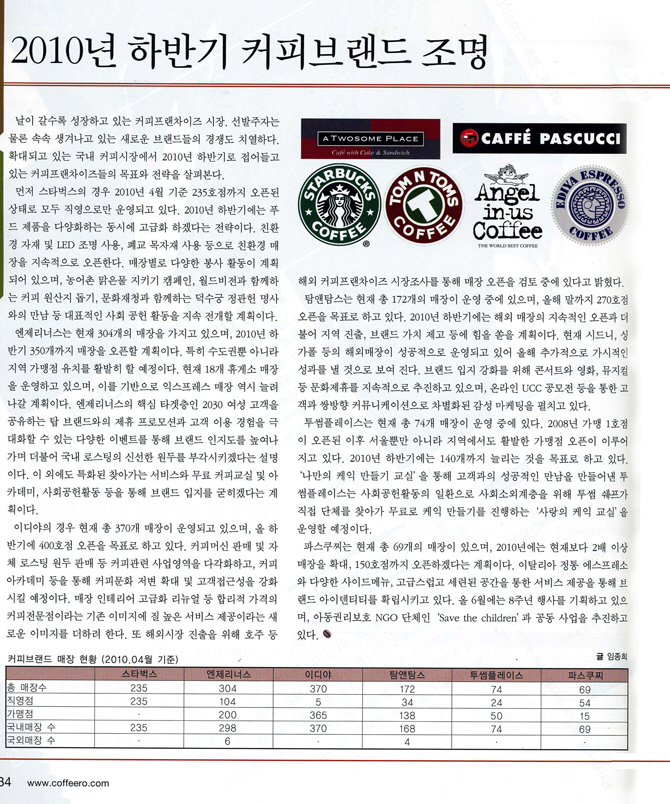 2010년 하반기 커피브랜드 조명
날이 갈수록 성장하고 있는 커피프랜차이즈 시장. 선발주자는
물론 속속 생겨나고 있는 새로운 브랜드들의 경쟁도 치열하다.
확대되고 있는 국내 커피시장에서 2010년 하반기로 접어들고
있는 커피프랜차이즈들의 목표와 전략을 살펴본다.
먼저 스타벅스의 경우 2010년 4월 기준 235호점까지 오픈된
상태로 모두 직영으로만 운영되고 있다. 2010년 하반기에는 푸
드 제품을 다양화하는 동시에 고급화 하겠다는 전략이다. 친환
경 자재 및 LED 조명 사용, 폐교 목자재 사용 등으로 친환경 매
장을 지속적으로 오픈한다. 매장별로 다양한 봉사 활동이 계획
되어 있으며, 농어촌 맑은물 지키기 캠페인, 월드비전과 함께하
는 커피 원산지 돕기, 문화재청과 함께하는 덕수궁 정관헌 명사
와의 만남 등 대표적인 사회 공헌 활동을 지속 전개할 계획이다.
엔제리너스는 현재 304개의 매장을 가지고 있으며, 2010년 하
반기 350개까지 매장을 오픈할 계획이다. 특히 수도권뿐 아니라
지역 가맹점 유치를 활발히 할 예정이다. 현재 18개 휴게소 매장
을 운영하고 있으며, 이를 기반으로 익스프레스 매장 역시 늘려
나갈 계획이다. 엔제리너스의 핵심 타겟층인 2030 여성 고객을
공유하는 탑 브랜드와의 제휴 프로모션과 고객 이용 경험을 극
대화할 수 있는 다양한 이벤트를 통해 브랜드 인지도를 높여나
가며 더불어 국내 로스팅의 신선한 원두를 부각시키겠다는 설명
이다. 이 외에도 특화된 찾아가는 서비스와 무료 커피교실 및 아
카데미, 사회공헌활동 등을 통해 브랜드 입지를 굳히겠다는 계
획이다.
이디야의 경우 현재 총 370개 매장이 운영되고 있으며, 올 하
반기에 400호점 오픈을 목표로 하고 있다. 커피머신 판매 및 자
체 로스팅 원두 판매 등 커피관련 사업영역을 다각화하고, 커피
아카데미 등을 통해 커피문화 저변 확대 및 고객접근성을 강화
시킬 예정이다. 매장 인테리어 고급화 리뉴얼 등 합리적 가격의
커피전문점이라는 기존 이미지에 질 높은 서비스 제공이라는 새
로운 이미지를 더하려 한다. 또 해외시장 진출을 위해 호주 등
A TWOSOME PLACE
Café with Cake & Sandwich
CAFFÉ PASCUCCI
STARBUCKS COFFEE
®
TOM N TOMS COFFEE
Angel in-us Coffee
THE WORLD BEST COFFEE
EDIYA ESPRESSO COFFEE
해외 커피프랜차이즈 시장조사를 통해 매장 오픈을 검토 중에 있다고 밝혔다.
탐앤탐스는 현재 총 172개의 매장이 운영 중에 있으며, 올해 말까지 270호점
오픈을 목표로 하고 있다. 2010년 하반기에는 해외 매장의 지속적인 오픈과 더
불어 지역 진출, 브랜드 가치 제고 등에 힘을 쏟을 계획이다. 현재 시드니, 싱
가폴 등의 해외매장이 성공적으로 운영되고 있어 올해 추가적으로 가시적인
성과를 낼 것으로 보여 진다. 브랜드 입지 강화를 위해 콘서트와 영화, 뮤지컬
등 문화제휴를 지속적으로 추진하고 있으며, 온라인 UCC 공모전 등을 통한 고
객과 쌍방향 커뮤니케이션으로 차별화된 감성 마케팅을 펼치고 있다.
투썸플레이스는 현재 총 74개 매장이 운영 중에 있다. 2008년 가맹 1호점
이 오픈된 이후 서울뿐만 아니라 지역에서도 활발한 가맹점 오픈이 이루어
지고 있다. 2010년 하반기에는 140개까지 늘리는 것을 목표로 하고 있다.
'나만의 케익 만들기 교실'을 통해 고객과의 성공적인 만남을 만들어낸 투
썸플레이스는 사회공헌활동의 일환으로 사회소외계층을 위해 투썸 쉐프가
직접 단체를 찾아가 무료로 케익 만들기를 진행하는 '사랑의 케익 교실'을
운영할 예정이다.
파스쿠찌는 현재 총 69개의 매장이 있으며, 2010년에는 현재보다 2배 이상
매장을 확대, 150호점까지 오픈하겠다는 계획이다. 이탈리아 정통 에스프레소
와 다양한 사이드메뉴, 고급스럽고 세련된 공간을 통한 서비스 제공을 통해 브
랜드 아이덴티티를 확립시키고 있다. 올 6월에는 8주년 행사를 기획하고 있으
며, 아동권리보호 NGO 단체인 'Save the children'과 공동 사업을 추진하고
있다.
글 임종희
커피브랜드 매장 현황 (2010.04월 기준)
스타벅스 엔제리너스 이디야 탐앤탐스 투썸플레이스 파스쿠찌
총 매장수 235 304 370 172 74 69
직영점 235 104 5 34 24 54
가맹점 · 200 365 138 50 15
국내매장 수 235 298 370 168 74 69
국외매장 수 · 6 · 4 · ·
34 www.coffeero.com